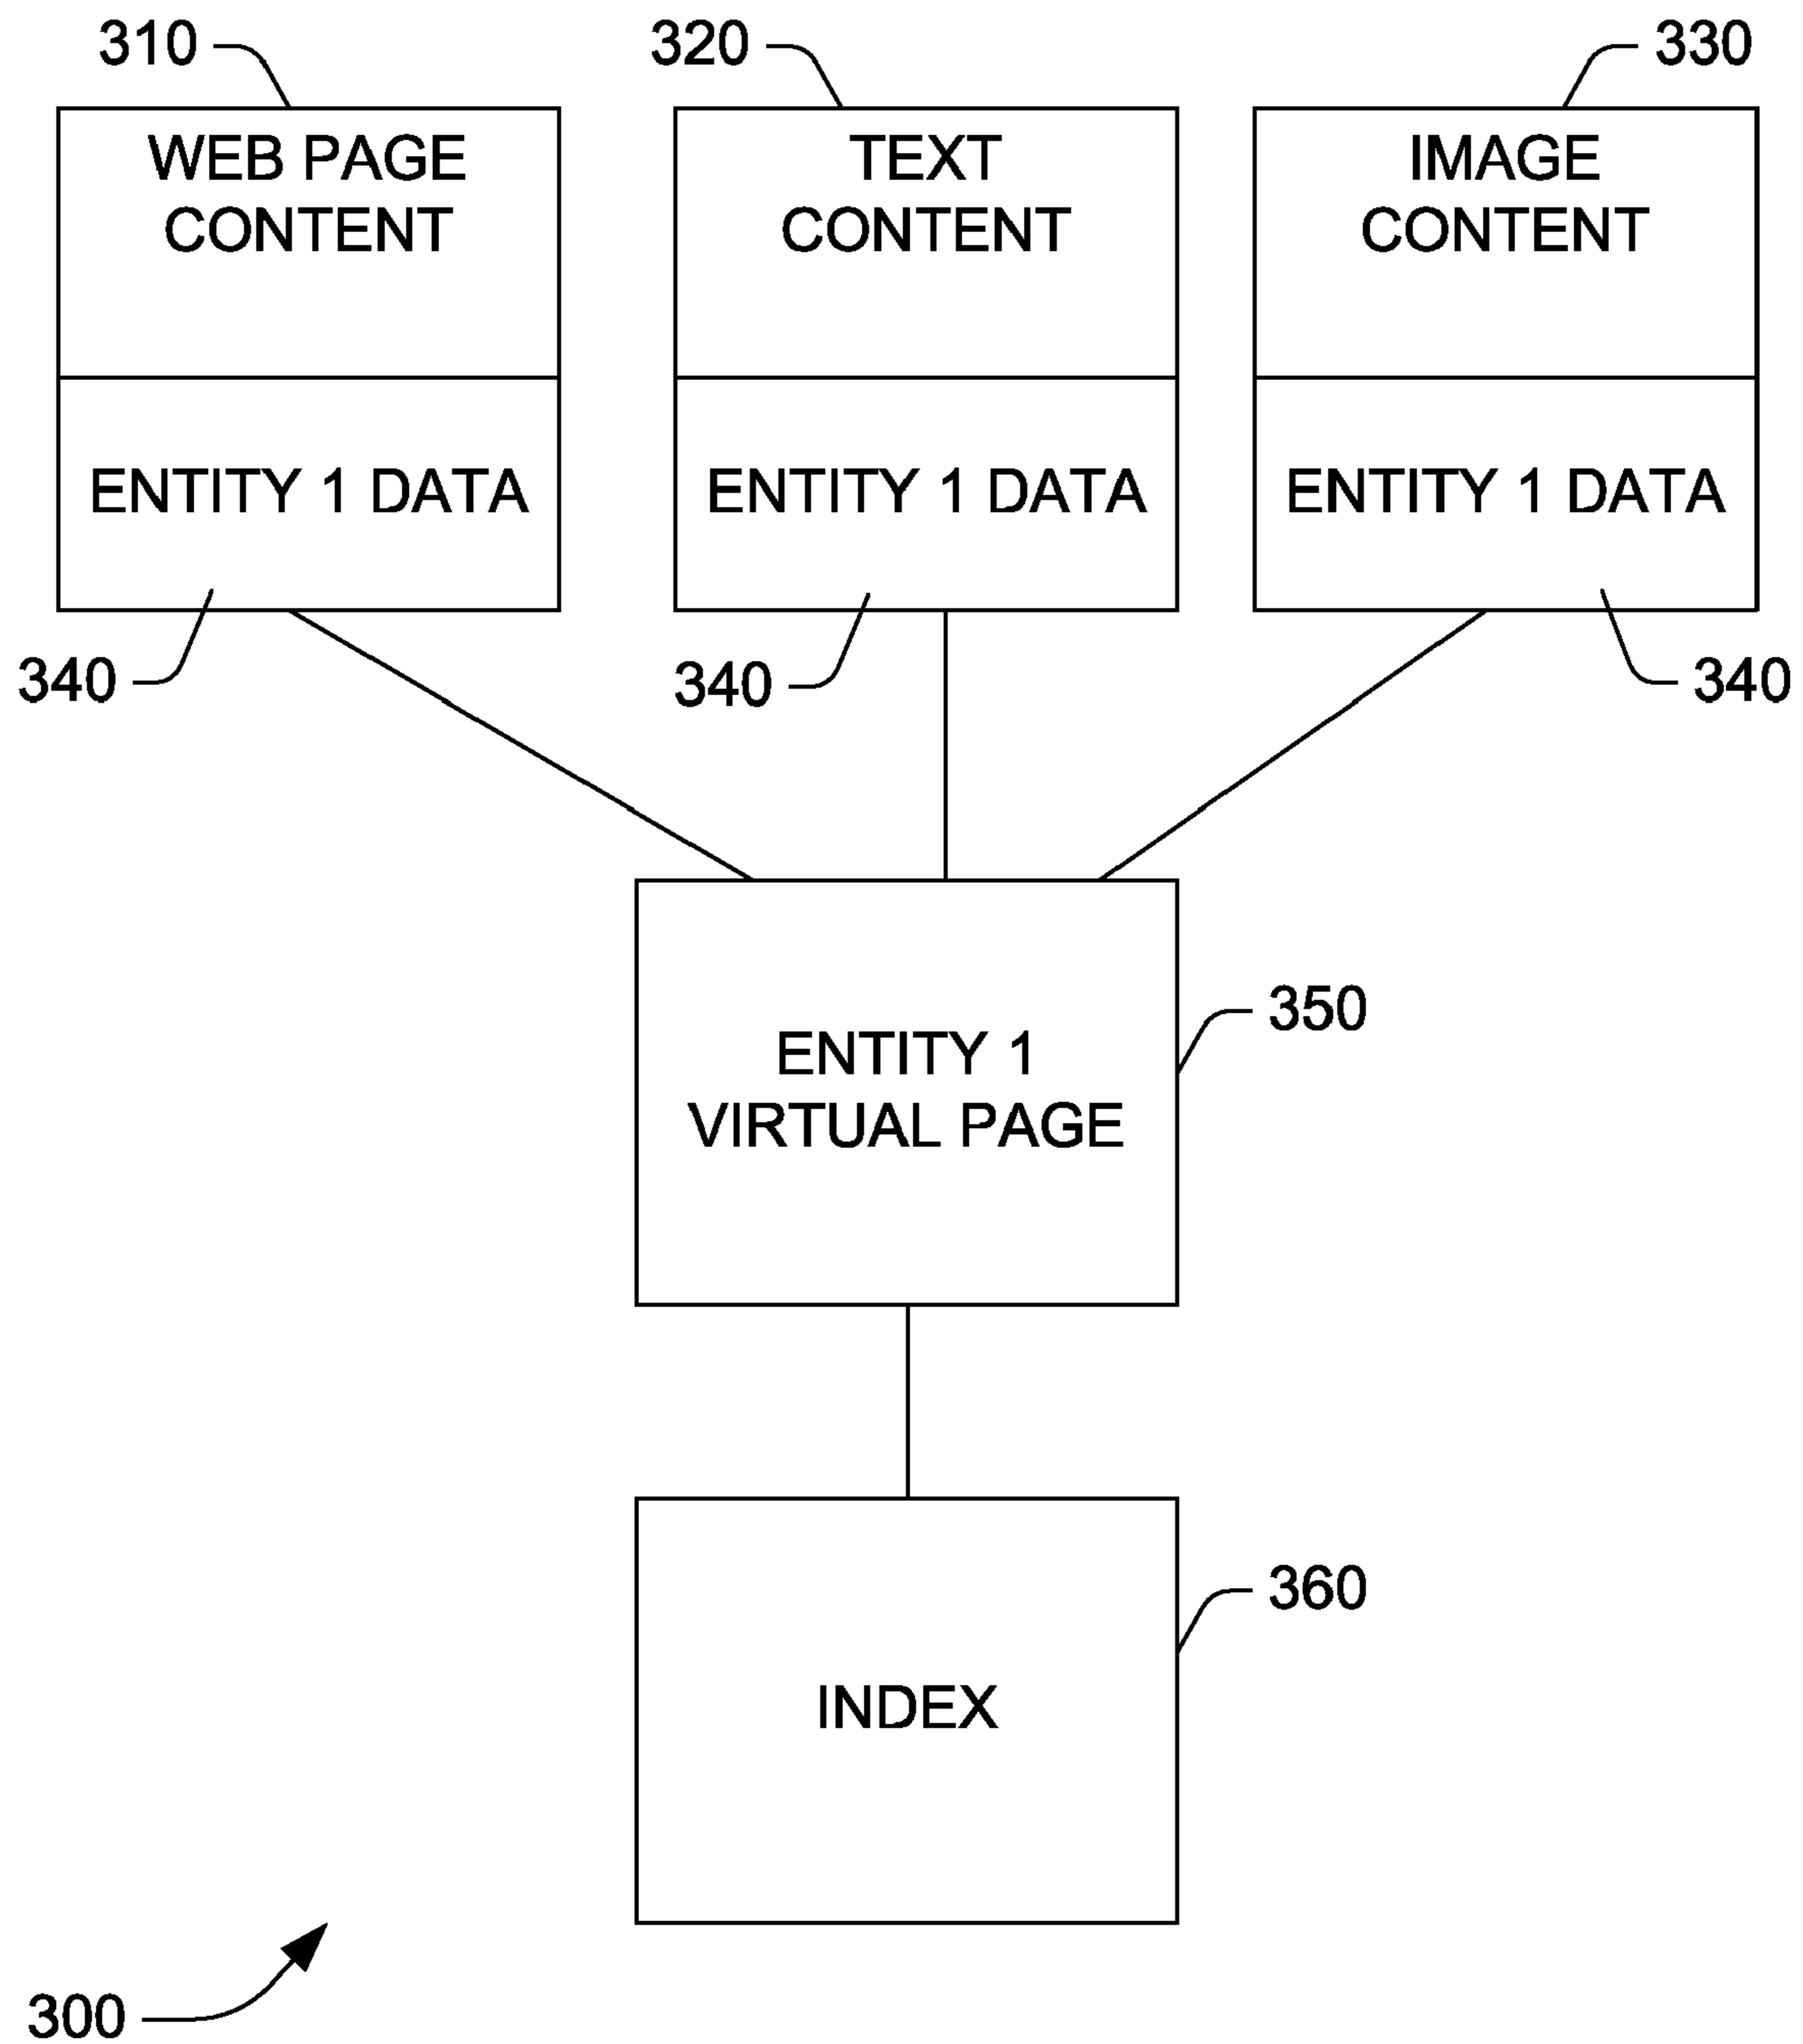 310
320
330
WEB PAGE
CONTENT
TEXT
CONTENT
IMAGE
CONTENT
ENTITY 1 DATA
ENTITY 1 DATA
ENTITY 1 DATA
340
340
340
350
ENTITY 1
VIRTUAL PAGE
360
INDEX
300